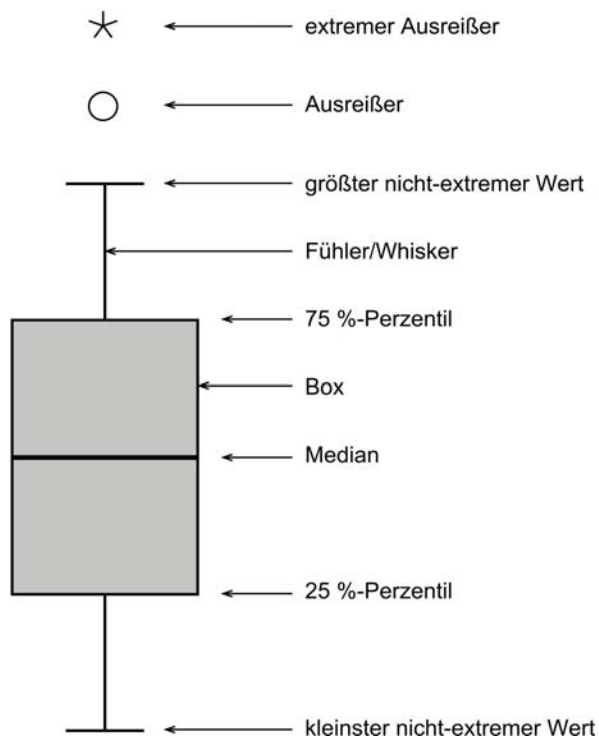 extremer Ausreißer
Ausreißer
größter nicht-extremer Wert
Fühler/Whisker
75 %-Perzentil
Box
Median
25 %-Perzentil
kleinster nicht-extremer Wert